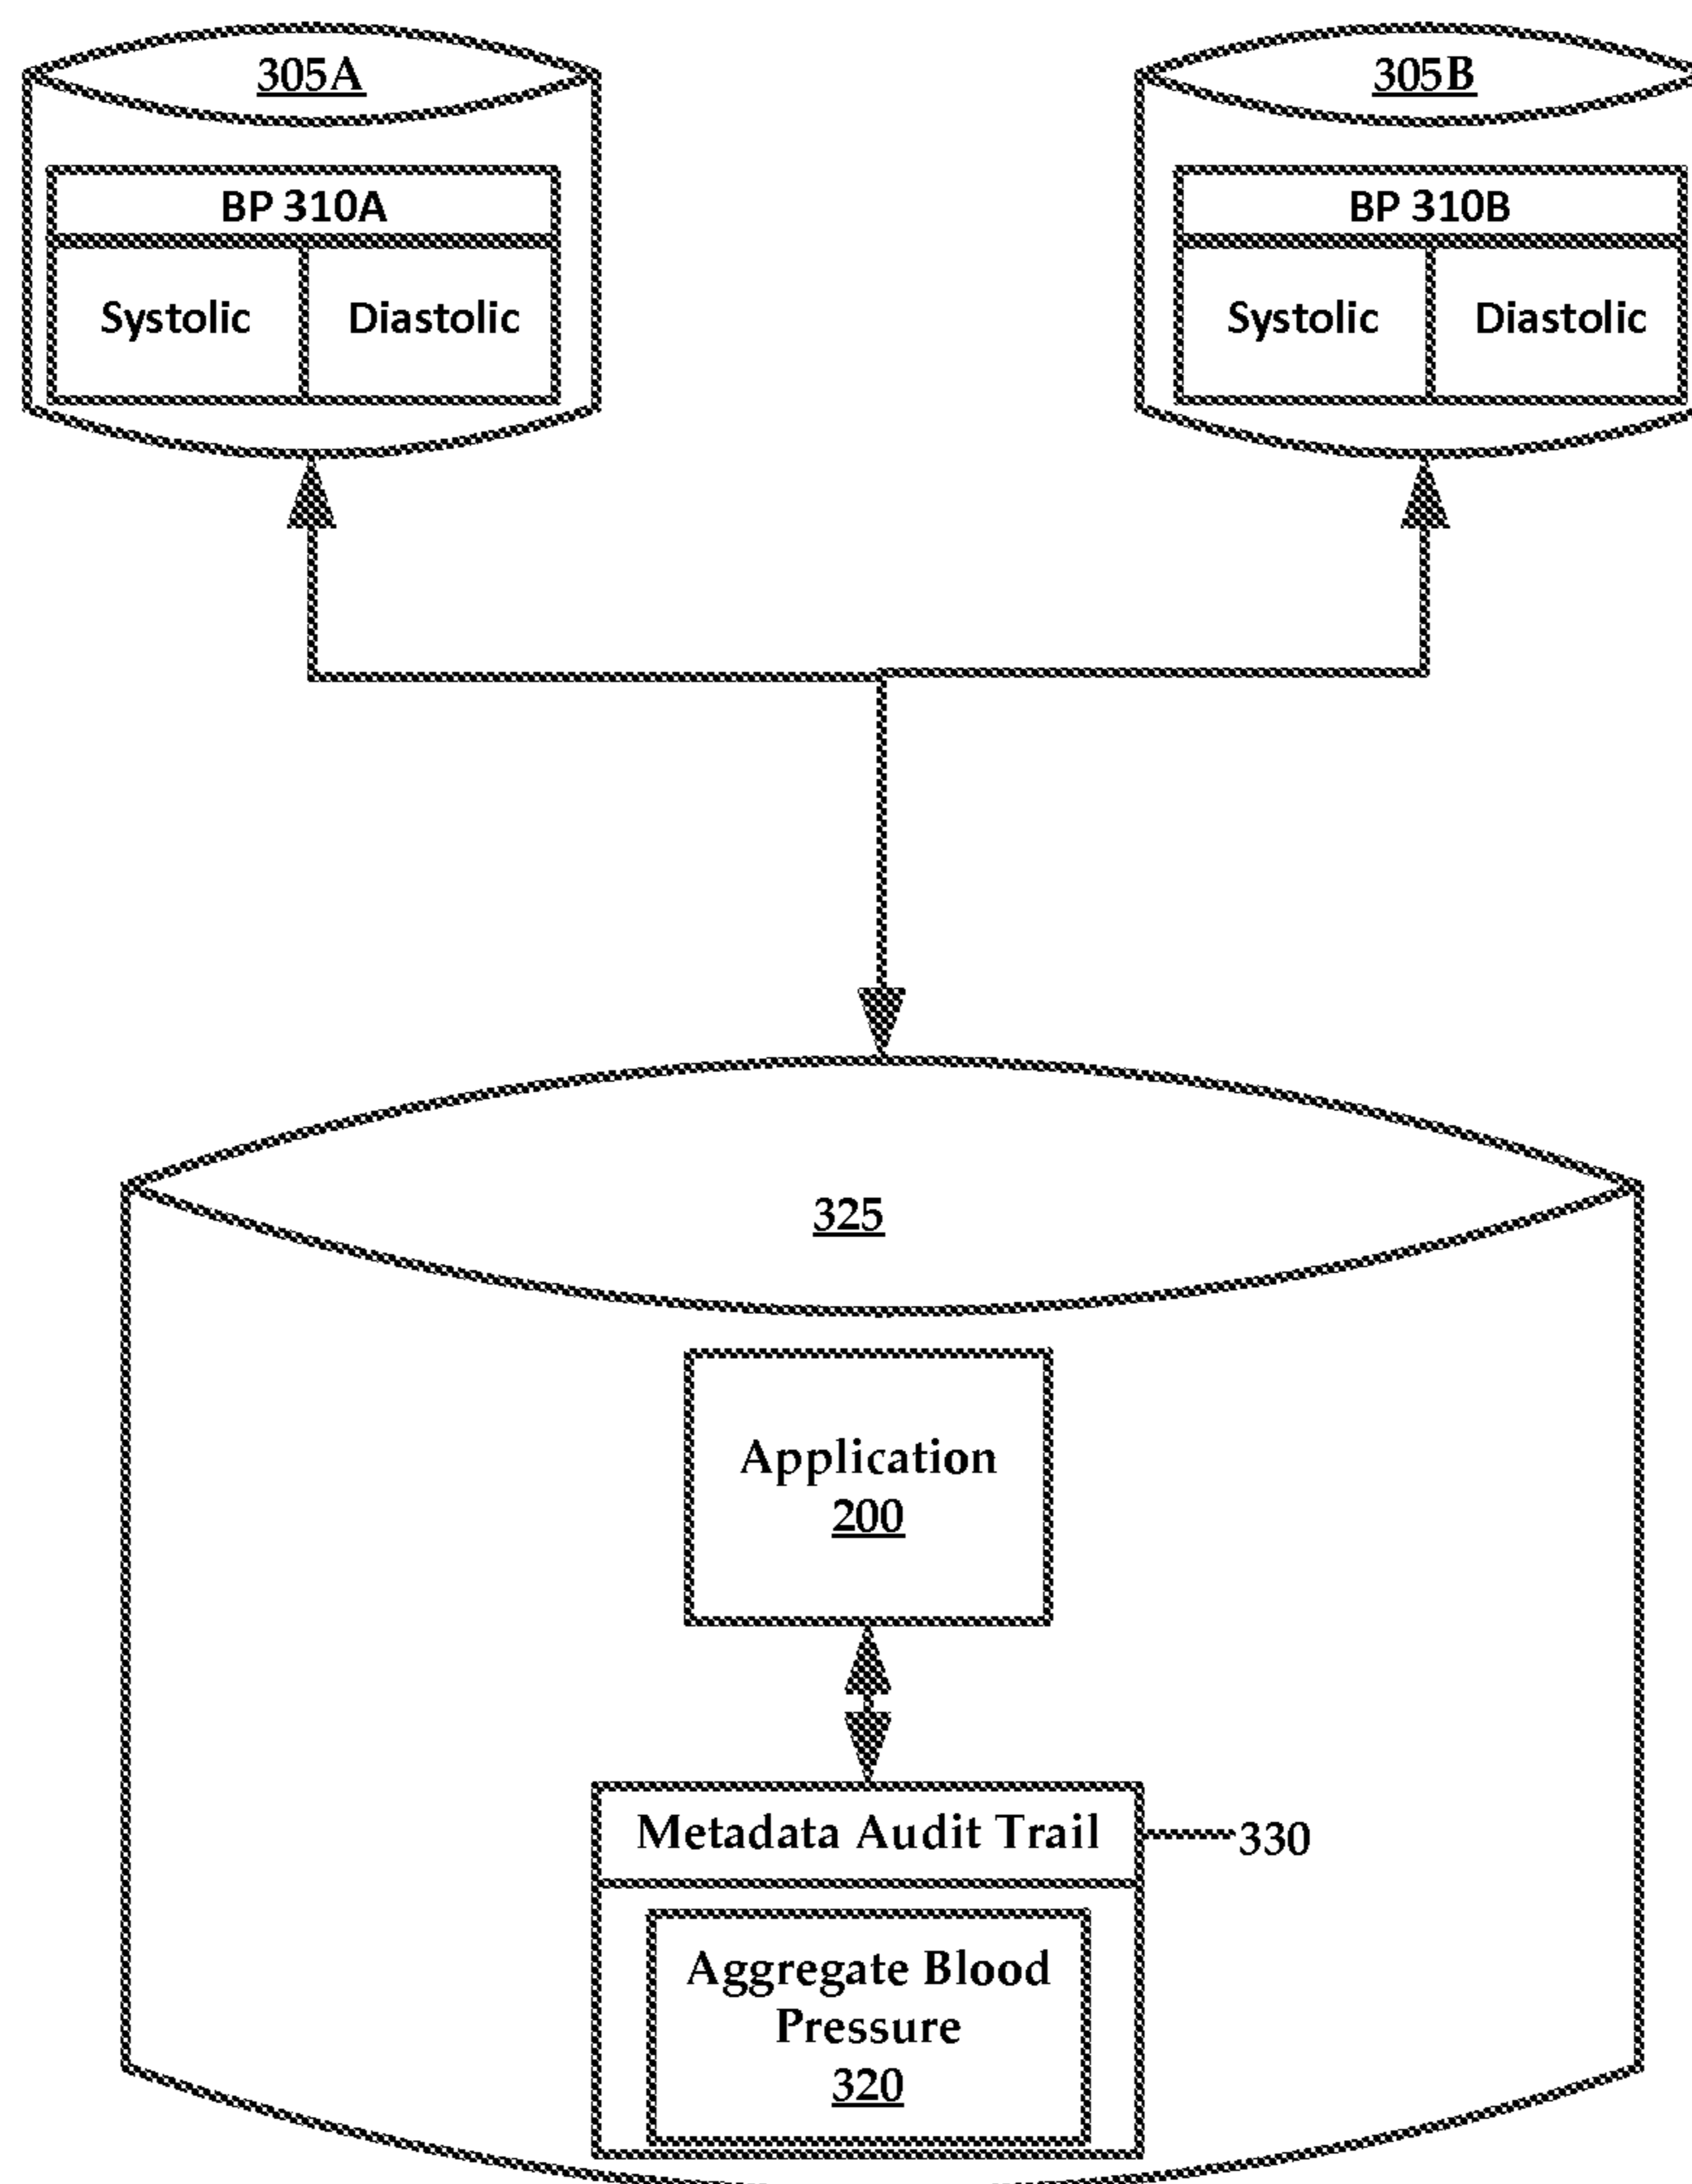 305A
305B
BP 310A
BP 310B
Systolic
Diastolic
Systolic
Diastolic
325
Application
200
Metadata Audit Trail
330
Aggregate Blood
Pressure
320